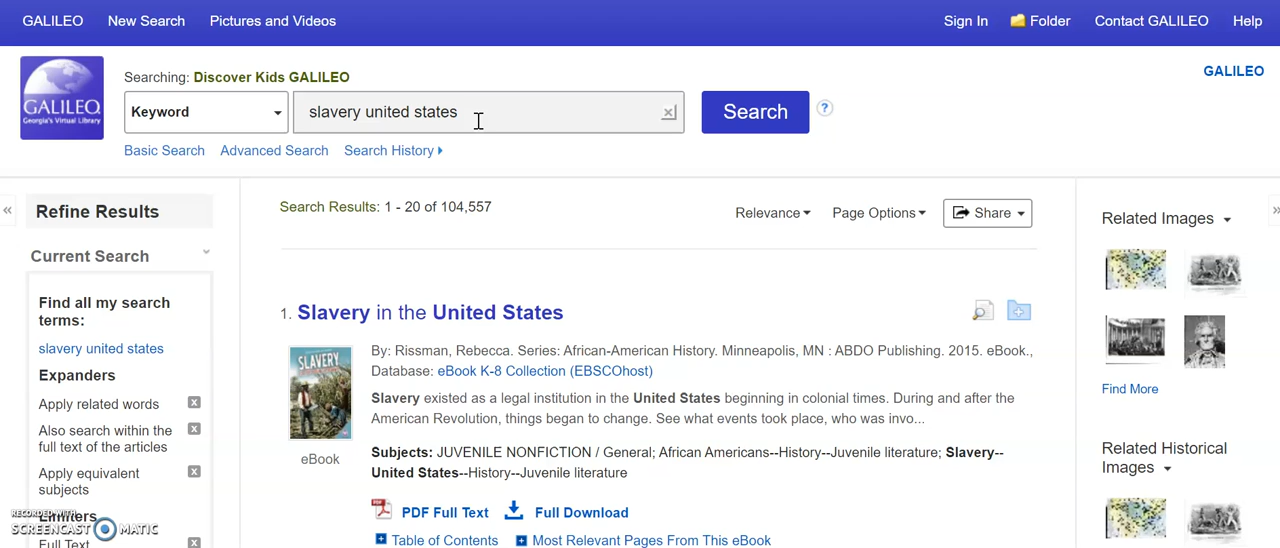 GALILEO New Search Pictures and Videos Sign In Folder Contact GALILEO Help
GALILEO
Georgia's Virtual Library
Searching: Discover Kids GALILEO
GALILEO
Keyword slavery united states x Search ?
Basic Search Advanced Search Search History
« Refine Results
Current Search
Find all my search
terms:
slavery united states
Expanders
Apply related words x
Also search within the x
full text of the articles
Apply equivalent x
subjects
Limiters
Full Text x
RECORDED WITH
SCREENCAST MATIC
Search Results: 1 - 20 of 104,557
Relevance Page Options Share
1. Slavery in the United States
SLAVERY
eBook
By: Rissman, Rebecca. Series: African-American History. Minneapolis, MN : ABDO Publishing. 2015. eBook.,
Database: eBook K-8 Collection (EBSCOhost)
Slavery existed as a legal institution in the United States beginning in colonial times. During and after the
American Revolution, things began to change. See what events took place, who was invo...
Subjects: JUVENILE NONFICTION / General; African Americans--History--Juvenile literature; Slavery--
United States--History--Juvenile literature
PDF PDF Full Text Full Download
Table of Contents Most Relevant Pages From This eBook
»
Related Images
Find More
Related Historical
Images